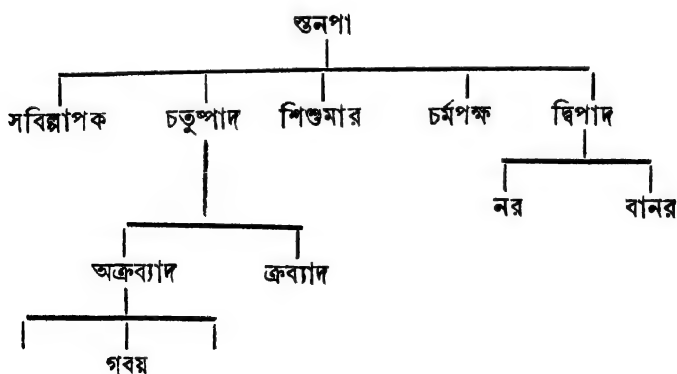 স্তনপা
সবিল্লাপক চতুষ্পাদ শিশুমার চর্মপক্ষ দ্বিপাদ
নর বানর
অক্রব্যাদ ক্রব্যাদ
গবয়